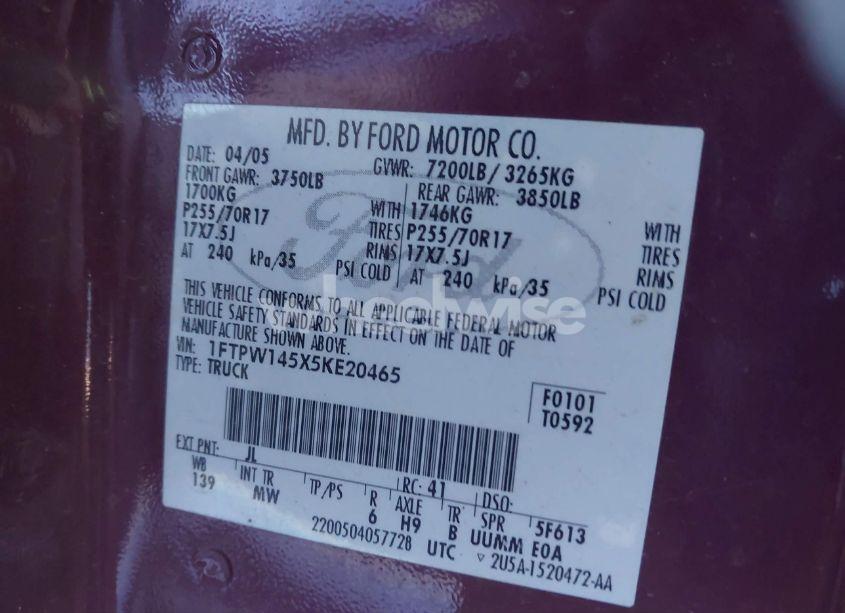 MFD. BY FORD MOTOR CO.
DATE: 04/05 GVWR: 7200LB/ 3265KG
FRONT GAWR: 3750LB REAR GAWR: 3850LB
1700KG WITH 1746KG WITH
P255/70R17 TIRES P255/70R17 TIRES
17X7.5J RIMS 17X7.5J RIMS
AT 240 kPa/35 PSI COLD AT 240 kPa/35 PSI COLD
Ford
THIS VEHICLE CONFORMS TO ALL APPLICABLE FEDERAL MOTOR
VEHICLE SAFETY STANDARDS IN EFFECT ON THE DATE OF
MANUFACTURE SHOWN ABOVE.
VIN: 1FTPW145X5KE20465
TYPE: TRUCK
F0101
T0592
EXT PNT: JL RC: 41 DSO:
WB INT TR TP/PS R AXLE TR SPR 5F613
139 MW 6 H9 B UUMM E0A
2200504057728 UTC ▽ 2U5A-1520472-AA